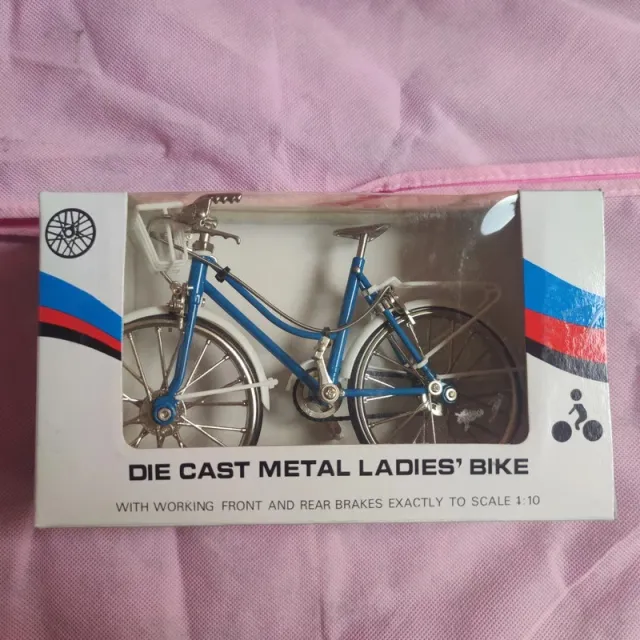 DIE CAST METAL LADIES' BIKE
WITH WORKING FRONT AND REAR BRAKES EXACTLY TO SCALE 1:10